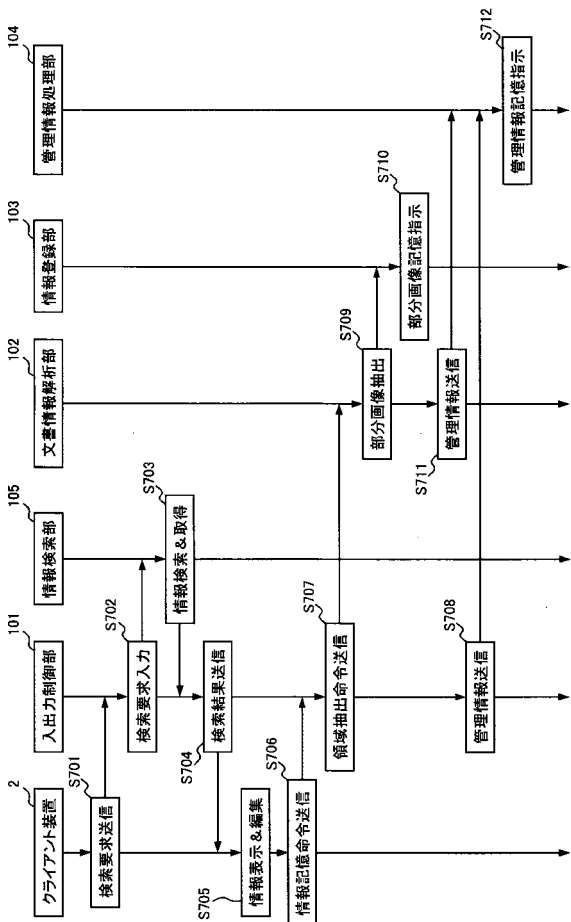 2
クライアント装置
101
入出力制御部
105
情報検索部
102
文書情報解析部
103
情報登録部
104
管理情報処理部
S701
検索要求送信
S702
検索要求入力
S703
情報検索&取得
S704
検索結果送信
S705
情報表示&編集
S706
情報記憶命令送信
S707
領域抽出命令送信
S709
部分画像抽出
S710
部分画像記憶指示
S711
管理情報送信
S708
管理情報送信
S712
管理情報記憶指示